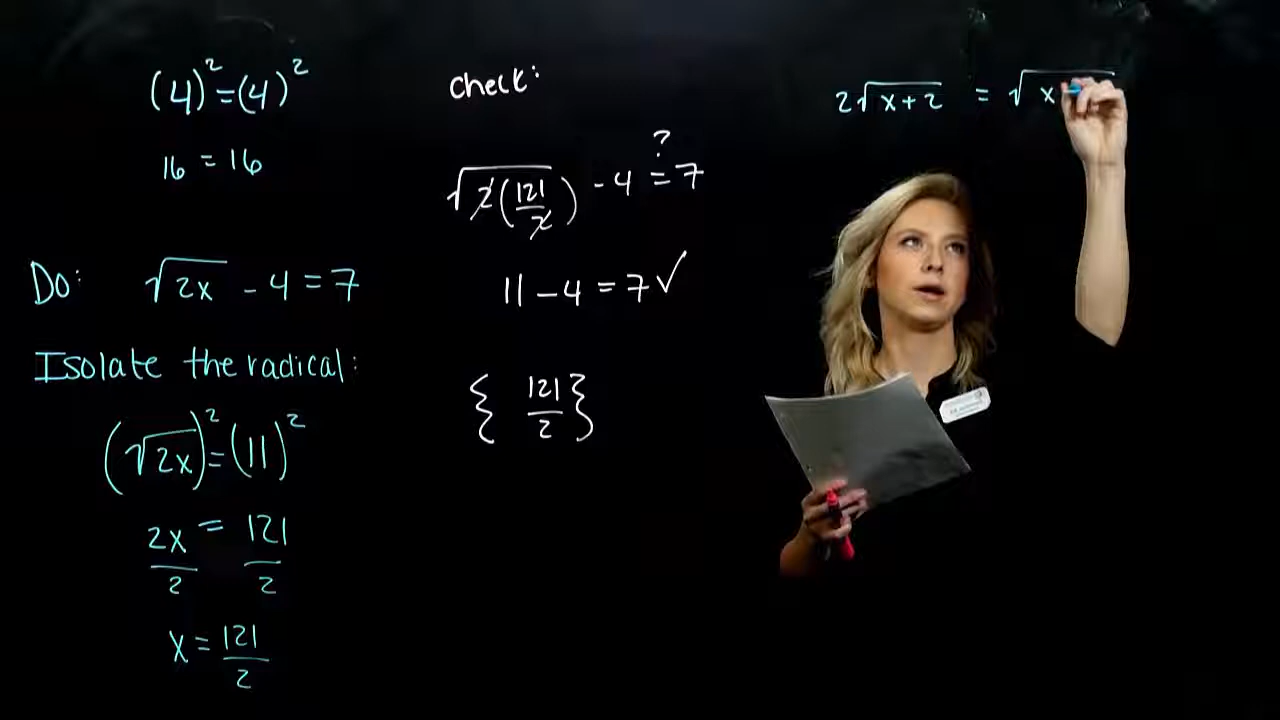 (4)² = (4)²
16 = 16
Do: √2x - 4 = 7
Isolate the radical:
(√2x)² = (11)²
2x/2 = 121/2
x = 121/2
Check:
√2(121/2) - 4 ?= 7
11 - 4 = 7 ✓
{ 121/2 }
2√x+2 = √x